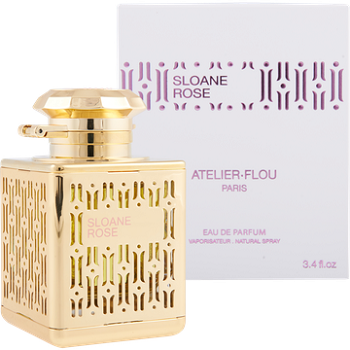 SLOANE
ROSE
ATELIER·FLOU
PARIS
EAU DE PARFUM
VAPORISATEUR . NATURAL SPRAY
3.4 fl.oz
SLOANE
ROSE